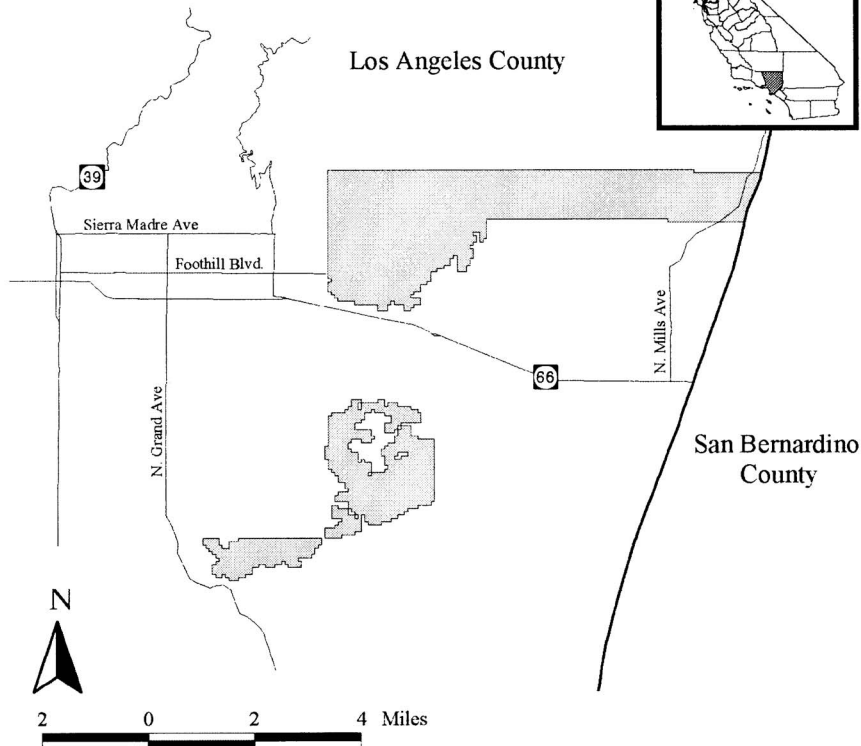 Los Angeles County
39
Sierra Madre Ave
Foothill Blvd.
N. Mills Ave
66
N. Grand Ave
San Bernardino
County
N
2 0 2 4 Miles